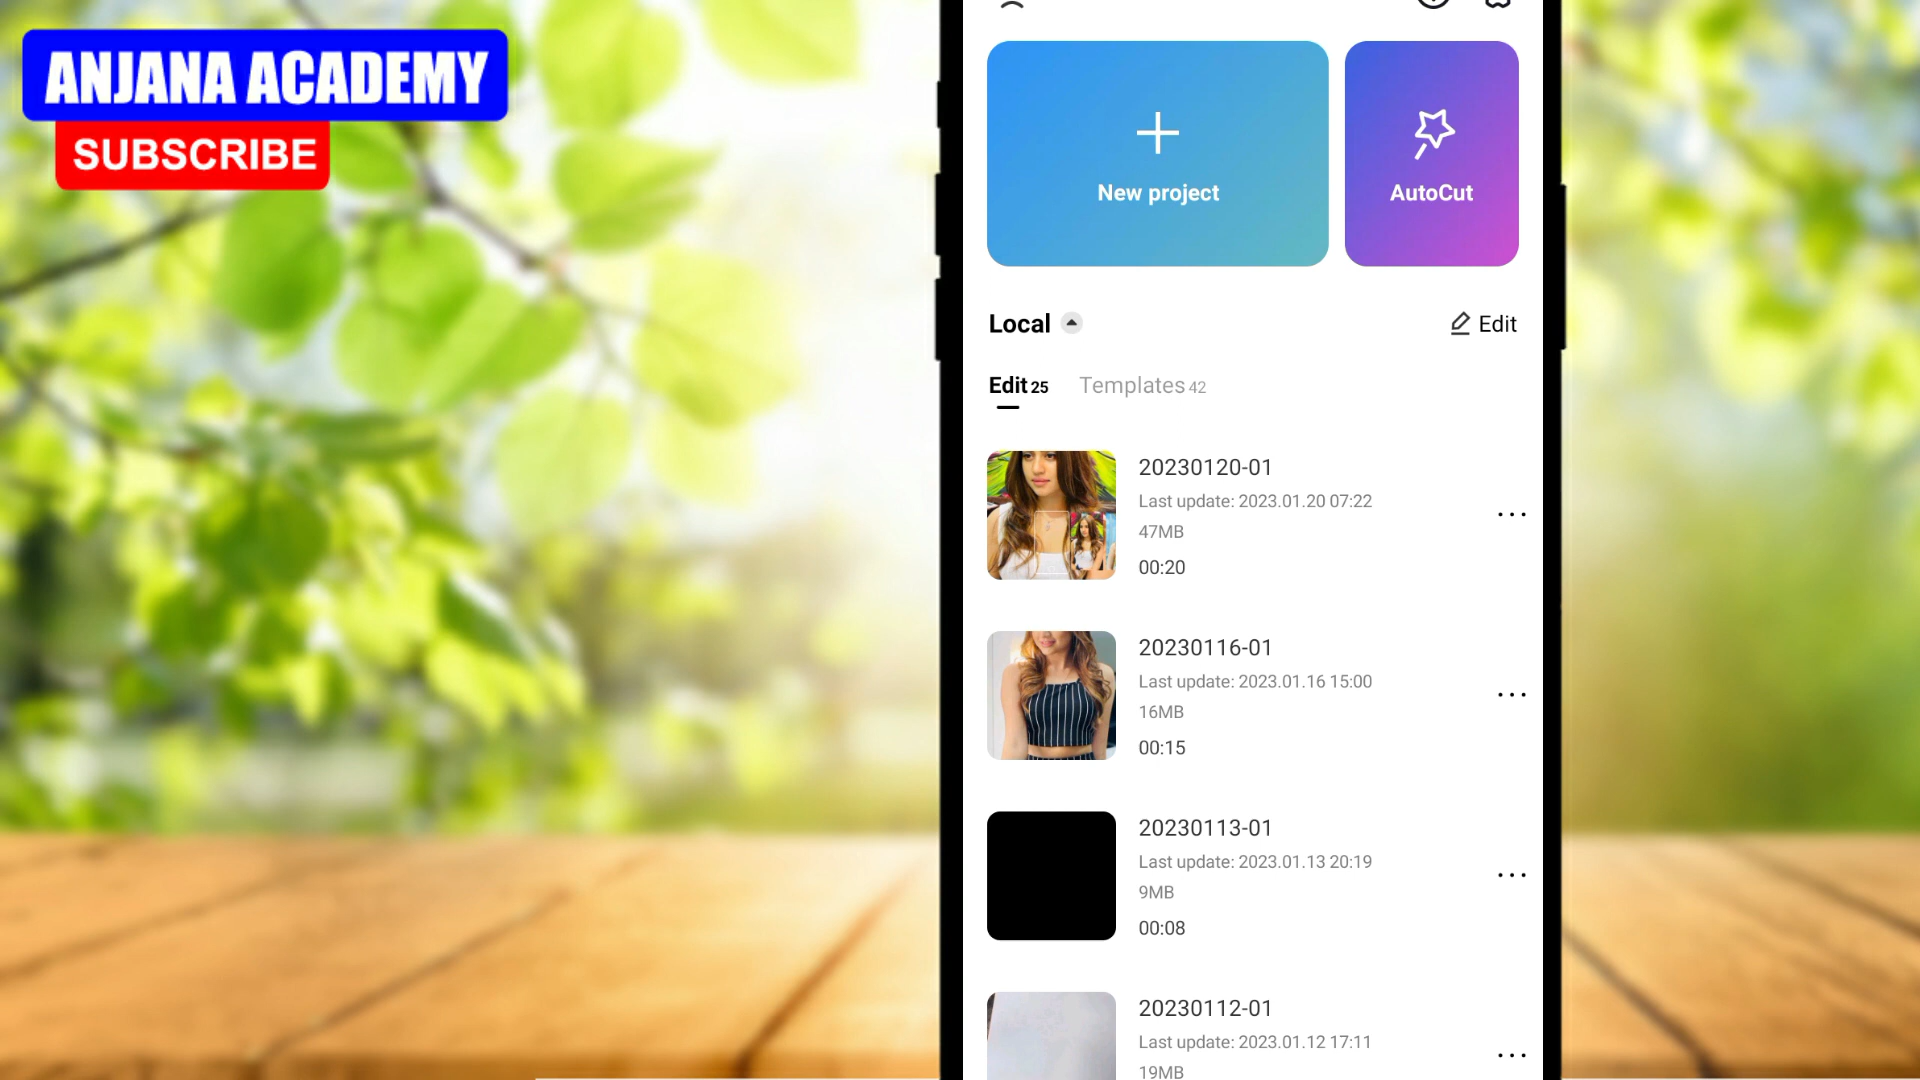 ANJANA ACADEMY
SUBSCRIBE
New project
AutoCut
Local
Edit
Edit 25
Templates 42
20230120-01
Last update: 2023.01.20 07:22
47MB
00:20
20230116-01
Last update: 2023.01.16 15:00
16MB
00:15
20230113-01
Last update: 2023.01.13 20:19
9MB
00:08
20230112-01
Last update: 2023.01.12 17:11
19MB